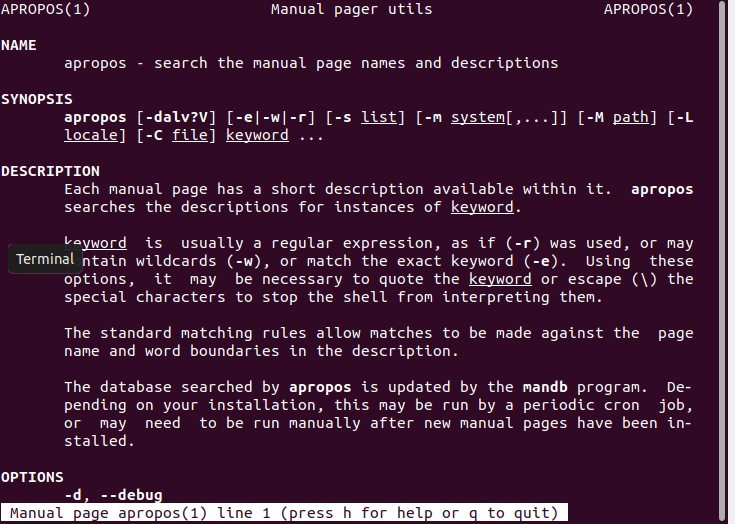 APROPOS(1) Manual pager utils APROPOS(1)
NAME
apropos - search the manual page names and descriptions
SYNOPSIS
apropos [-dalv?V] [-e|-w|-r] [-s list] [-m system[,...]] [-M path] [-L
locale] [-C file] keyword ...
DESCRIPTION
Each manual page has a short description available within it. apropos
searches the descriptions for instances of keyword.
keyword is usually a regular expression, as if (-r) was used, or may
Terminal ntain wildcards (-w), or match the exact keyword (-e). Using these
options, it may be necessary to quote the keyword or escape (\) the
special characters to stop the shell from interpreting them.
The standard matching rules allow matches to be made against the page
name and word boundaries in the description.
The database searched by apropos is updated by the mandb program. De-
pending on your installation, this may be run by a periodic cron job,
or may need to be run manually after new manual pages have been in-
stalled.
OPTIONS
-d, --debug
Manual page apropos(1) line 1 (press h for help or q to quit)